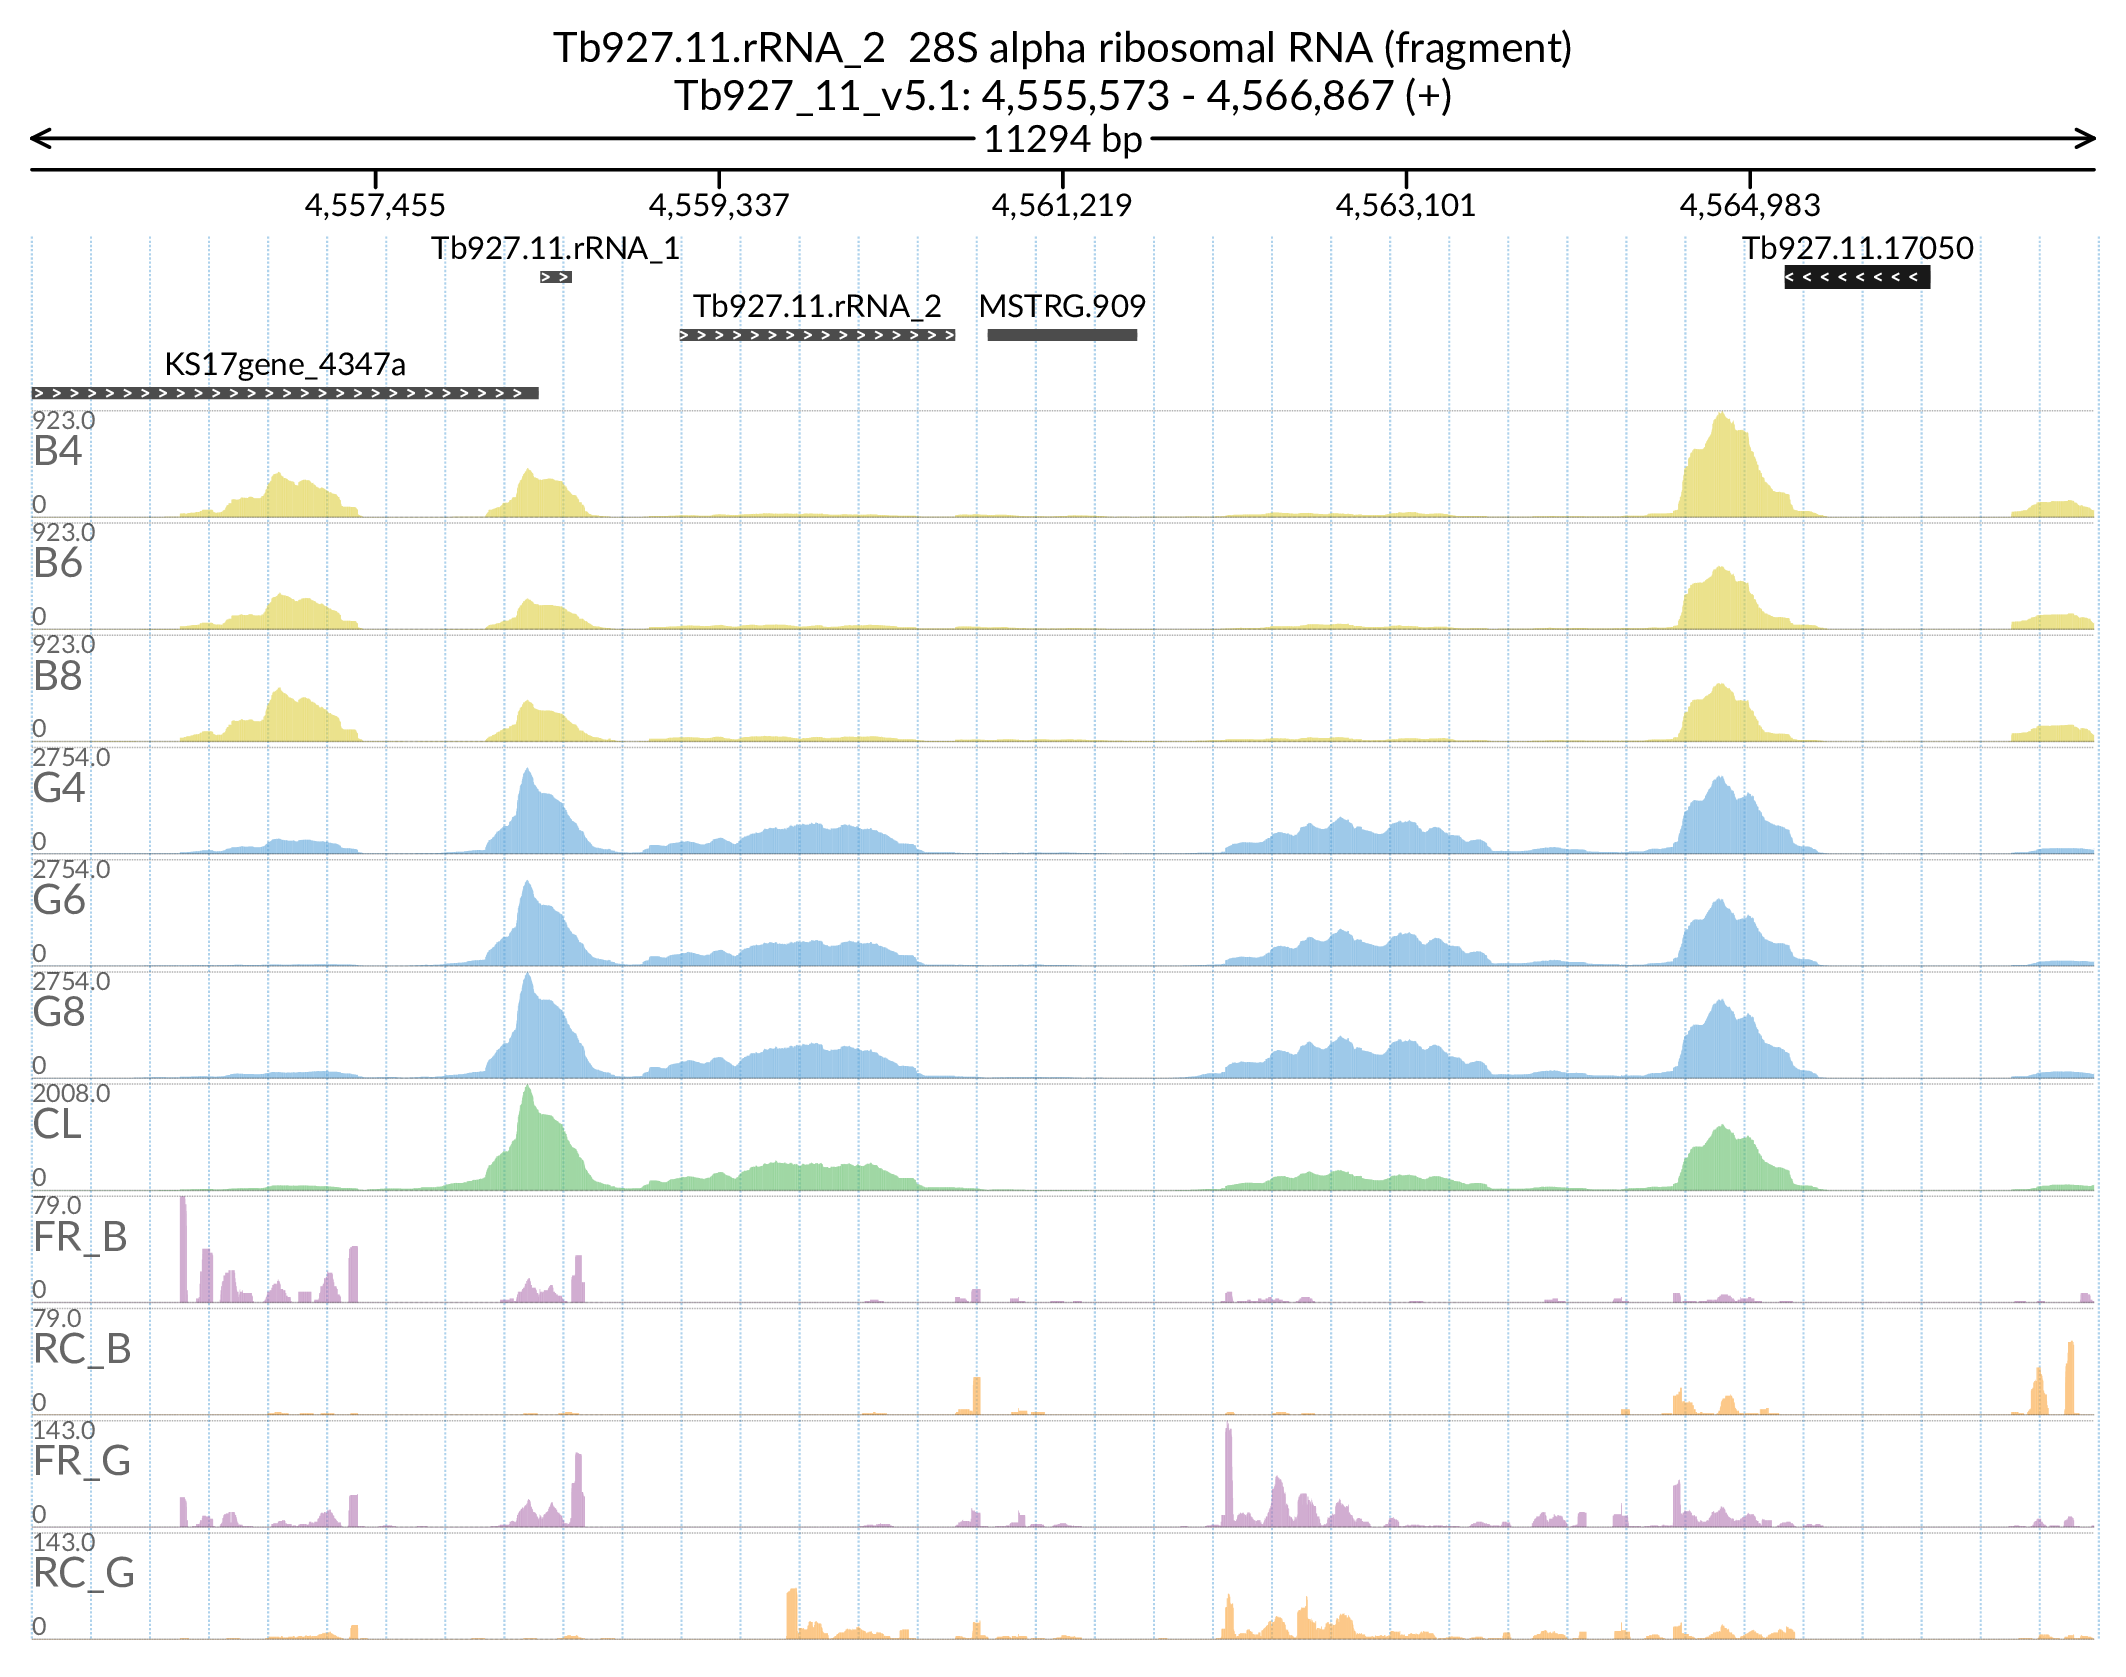 Tb927.11.rRNA_2  28S alpha ribosomal RNA (fragment)
Tb927_11_v5.1: 4,555,573 - 4,566,867 (+)
11294 bp
4,557,455 4,559,337 4,561,219 4,563,101 4,564,983
Tb927.11.rRNA_1 Tb927.11.17050
Tb927.11.rRNA_2 MSTRG.909
KS17gene_4347a
923.0
B4
0
923.0
B6
0
923.0
B8
0
2754.0
G4
0
2754.0
G6
0
2754.0
G8
0
2008.0
CL
0
79.0
FR_B
0
79.0
RC_B
0
143.0
FR_G
0
143.0
RC_G
0